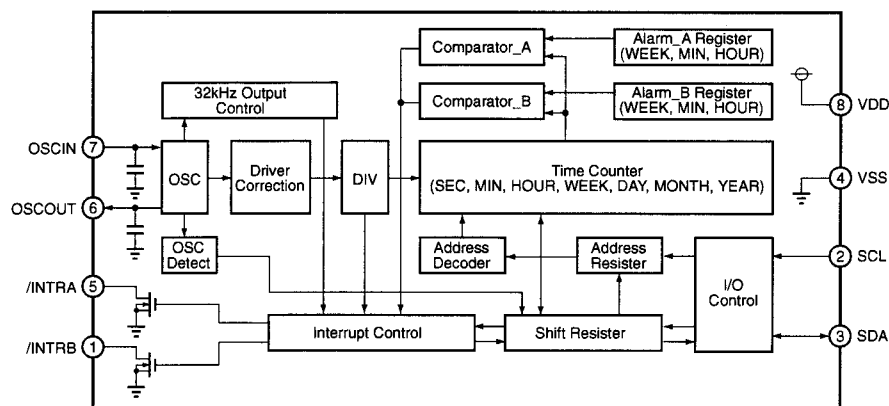 Comparator_A
Alarm_A Register
(WEEK, MIN, HOUR)
32kHz Output
Control
Comparator_B
Alarm_B Register
(WEEK, MIN, HOUR)
8 VDD
OSCIN 7
OSC
Driver
Correction
DIV
Time Counter
(SEC, MIN, HOUR, WEEK, DAY, MONTH, YEAR)
4 VSS
OSCOUT 6
OSC
Detect
Address
Decoder
Address
Resister
I/O
Control
2 SCL
/INTRA 5
Interrupt Control
Shift Register
3 SDA
/INTRB 1